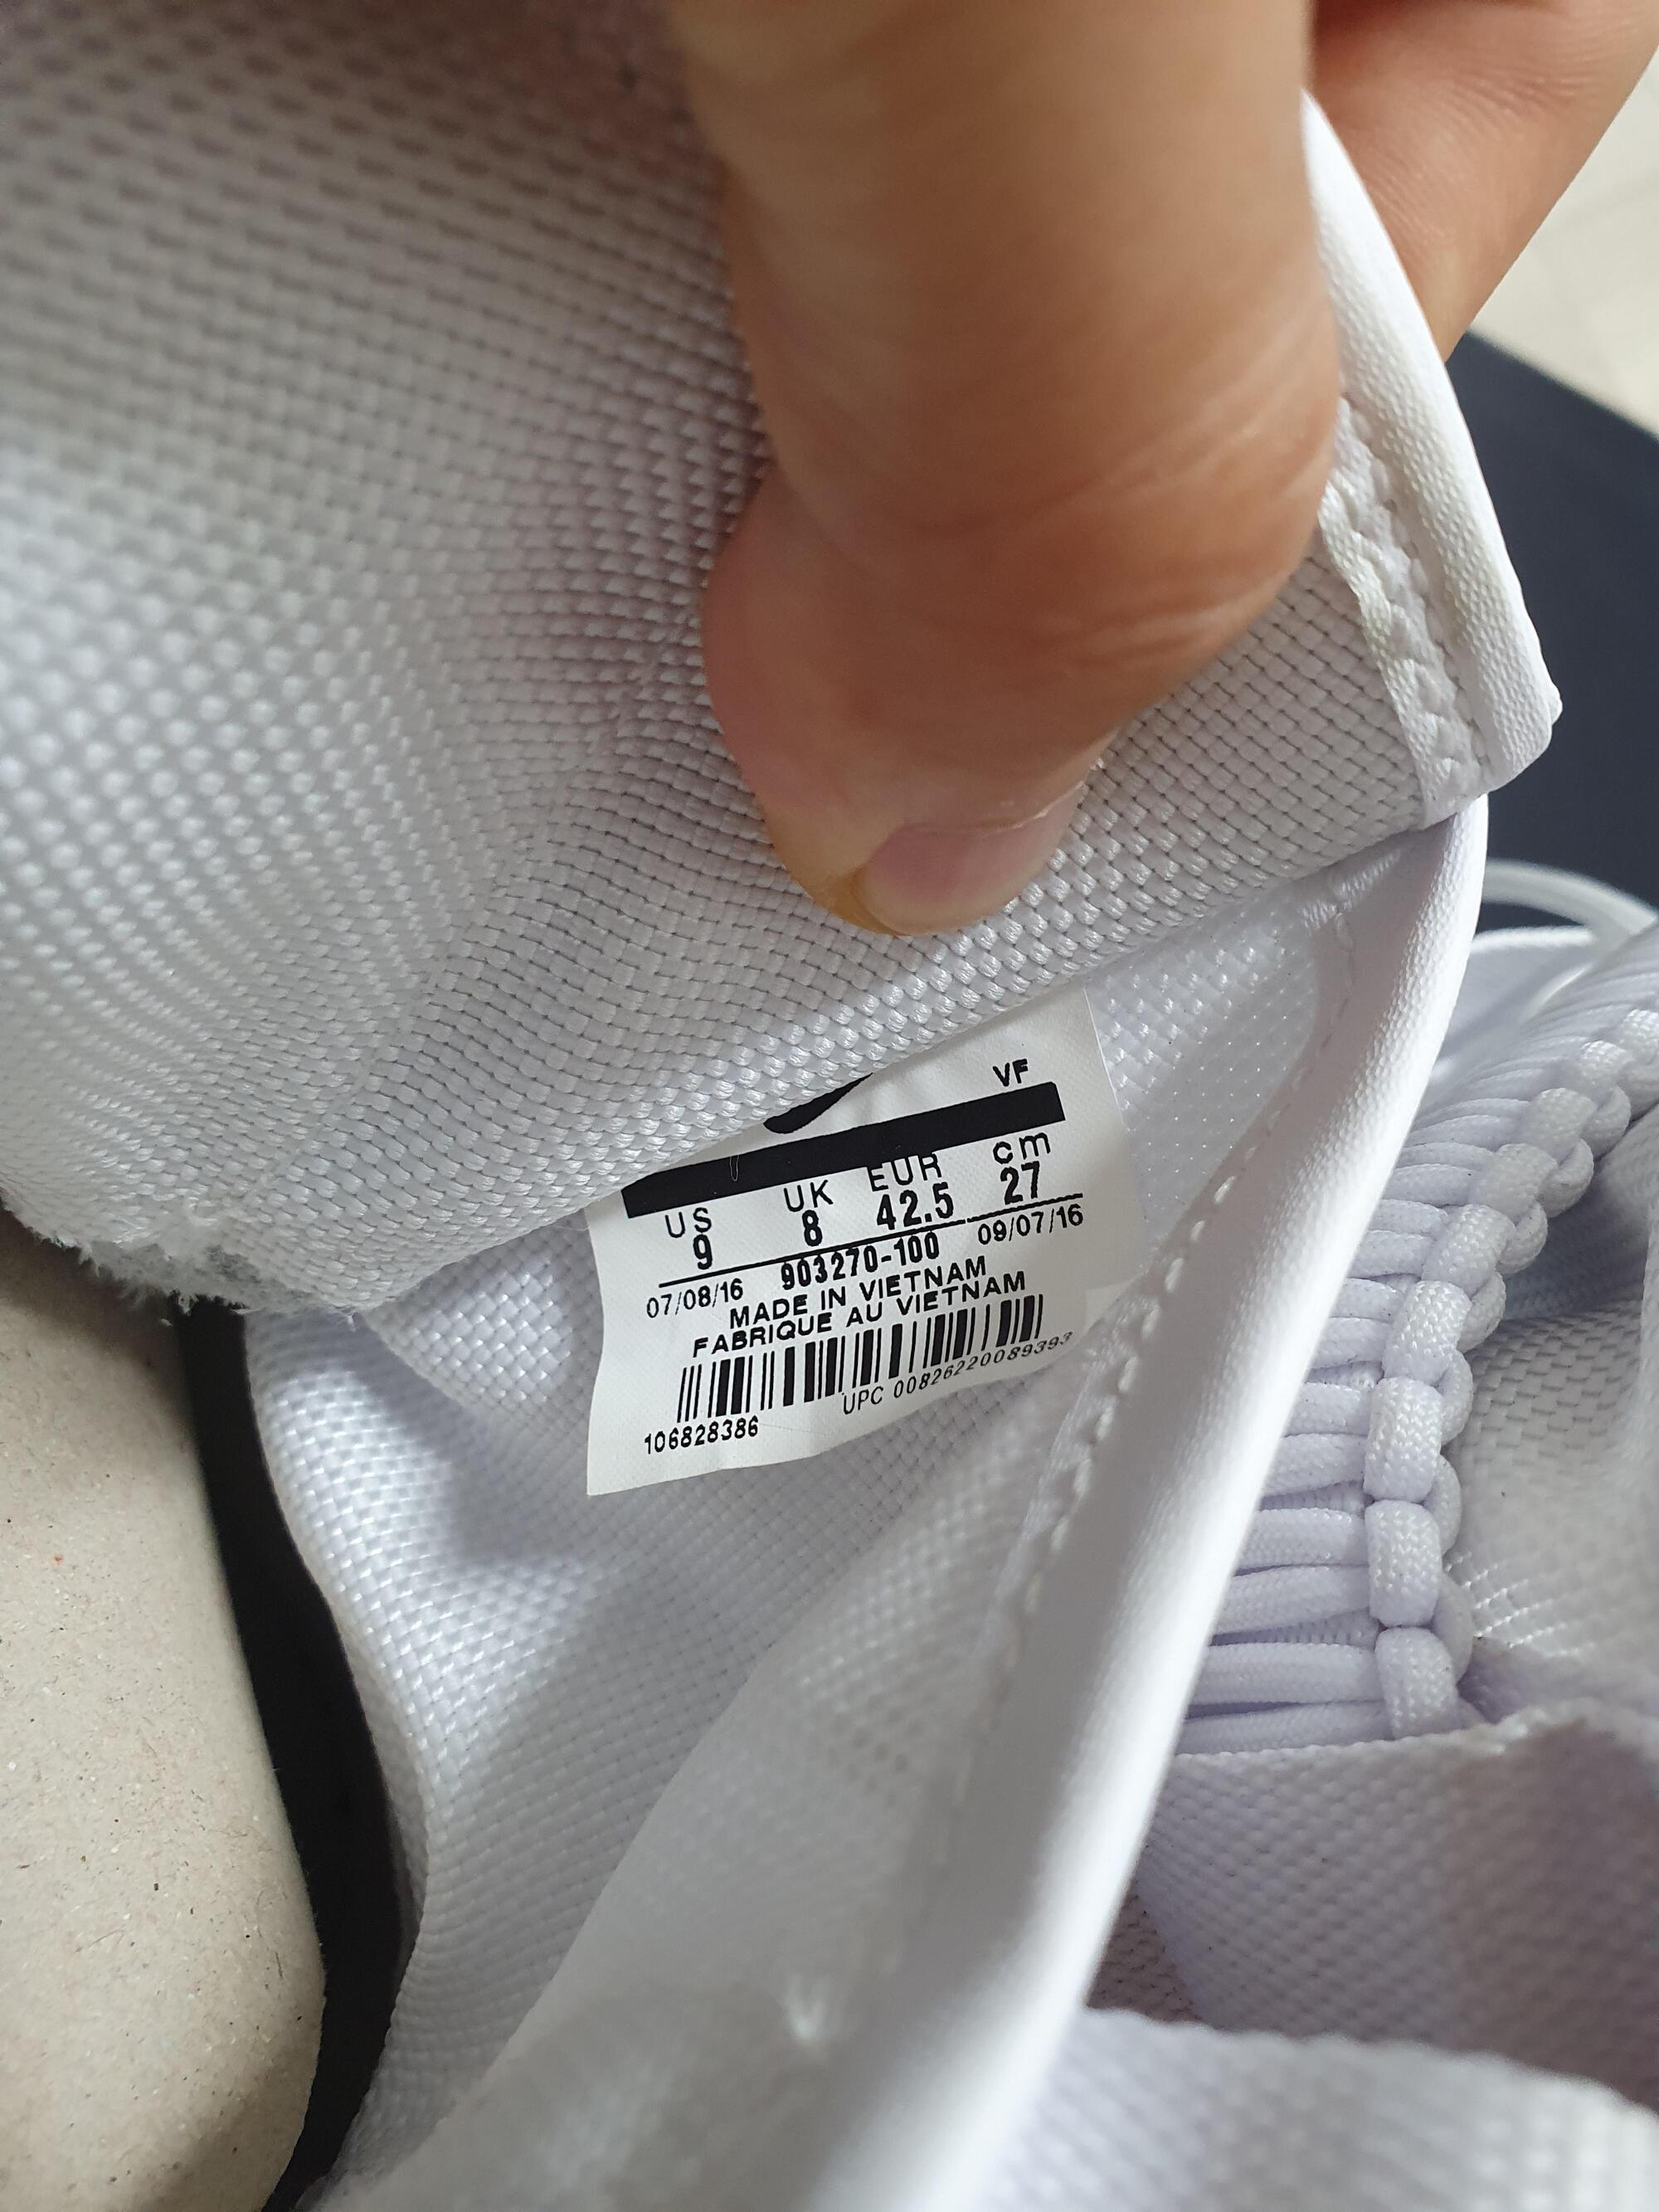 VF
US UK EUR cm
9 8 42.5 27
07/08/16 903270-100 09/07/16
MADE IN VIETNAM
FABRIQUE AU VIETNAM
106828386 UPC 00826220089393